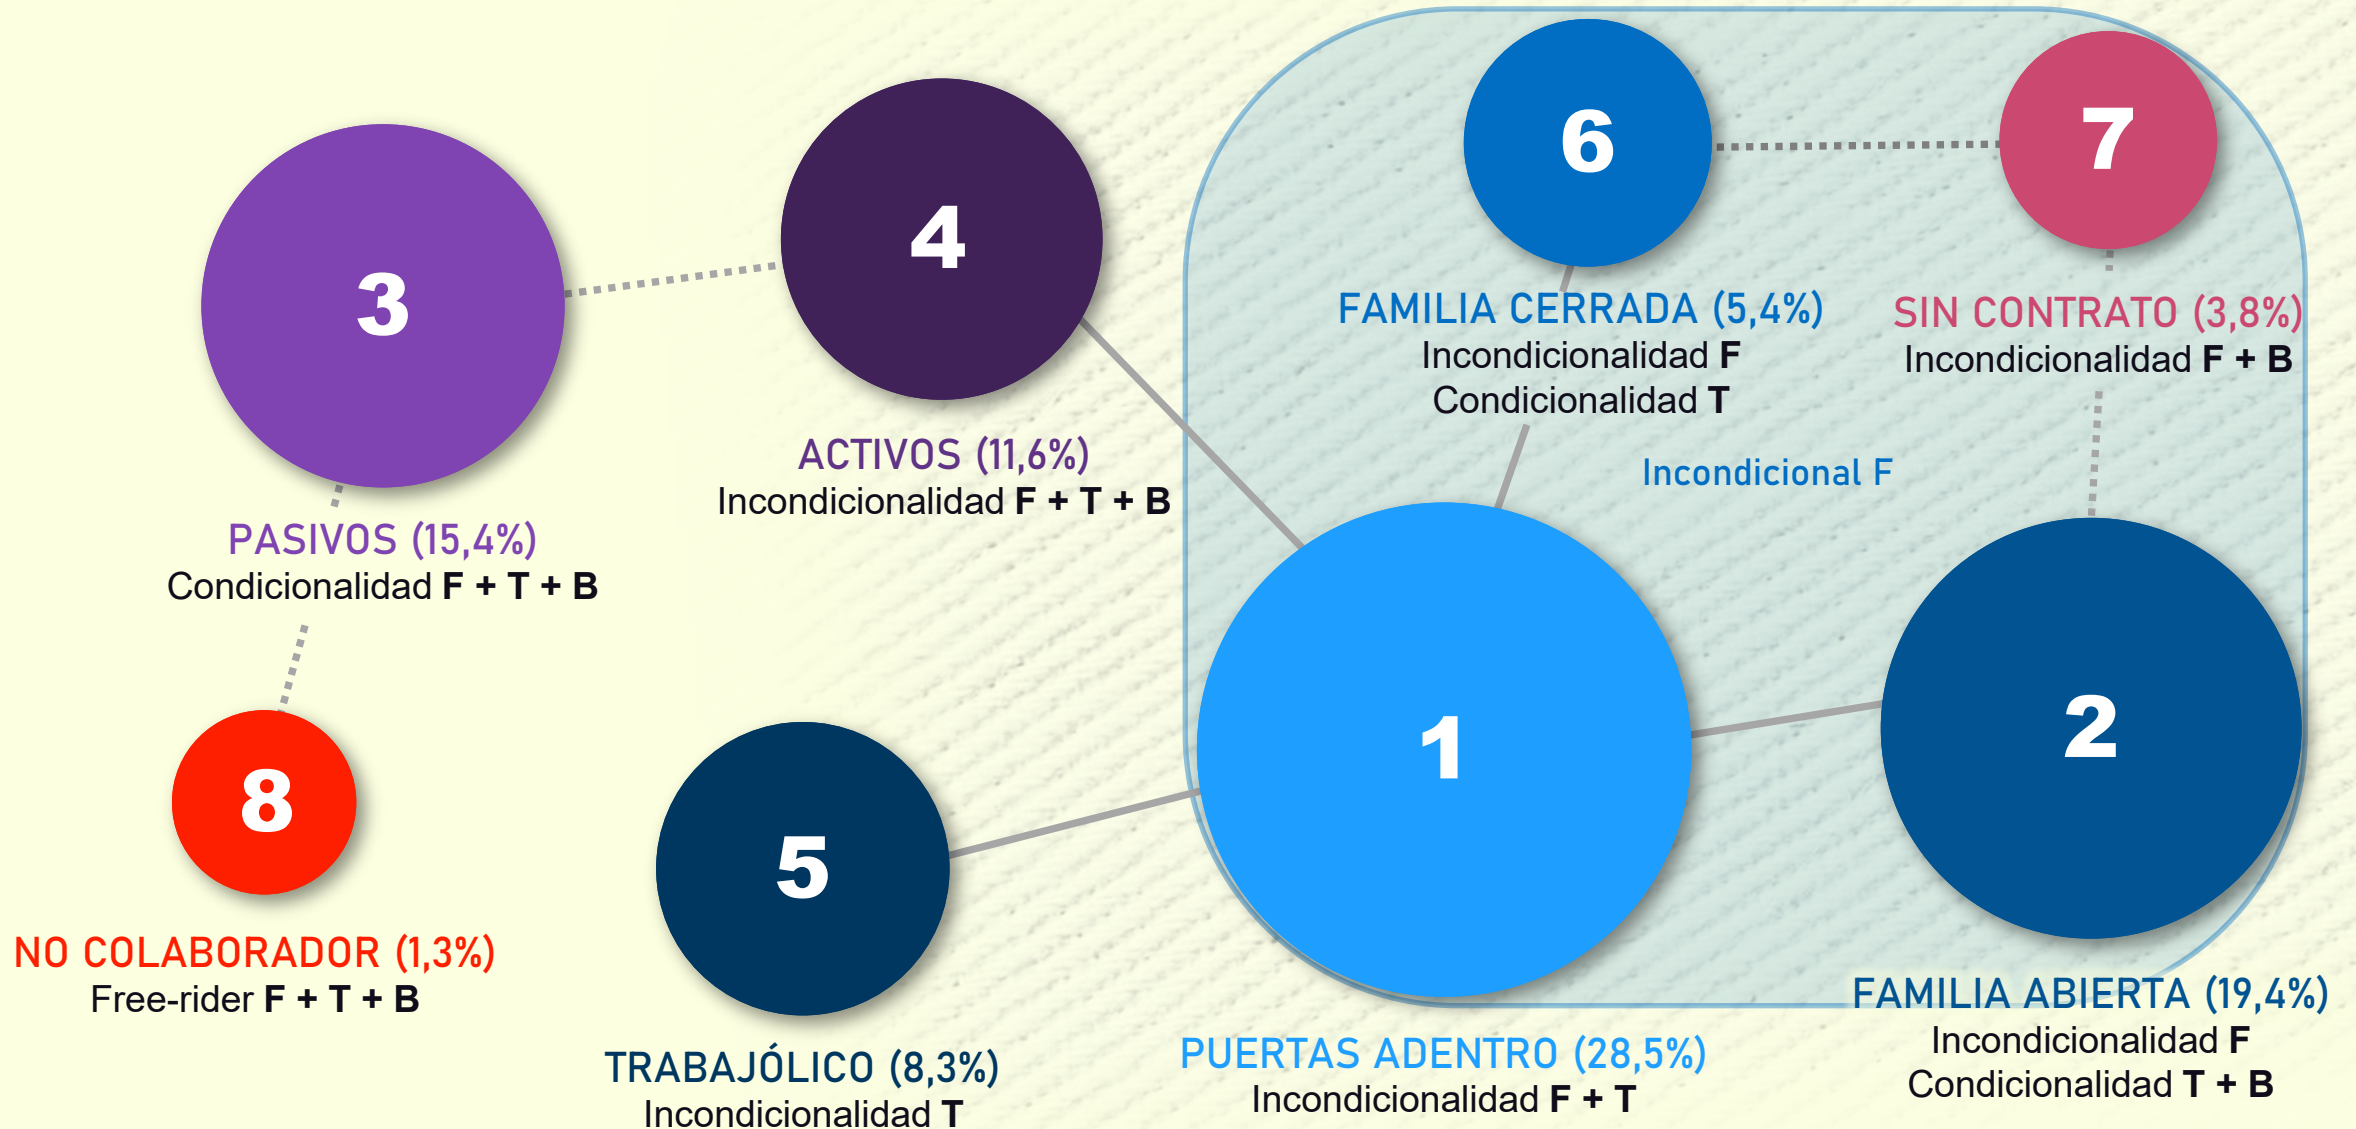 3
PASIVOS (15,4%)
Condicionalidad F + T + B
4
ACTIVOS (11,6%)
Incondicionalidad F + T + B
6
FAMILIA CERRADA (5,4%)
Incondicionalidad F
Condicionalidad T
7
SIN CONTRATO (3,8%)
Incondicionalidad F + B
Incondicional F
8
NO COLABORADOR (1,3%)
Free-rider F + T + B
5
TRABAJÓLICO (8,3%)
Incondicionalidad T
1
PUERTAS ADENTRO (28,5%)
Incondicionalidad F + T
2
FAMILIA ABIERTA (19,4%)
Incondicionalidad F
Condicionalidad T + B